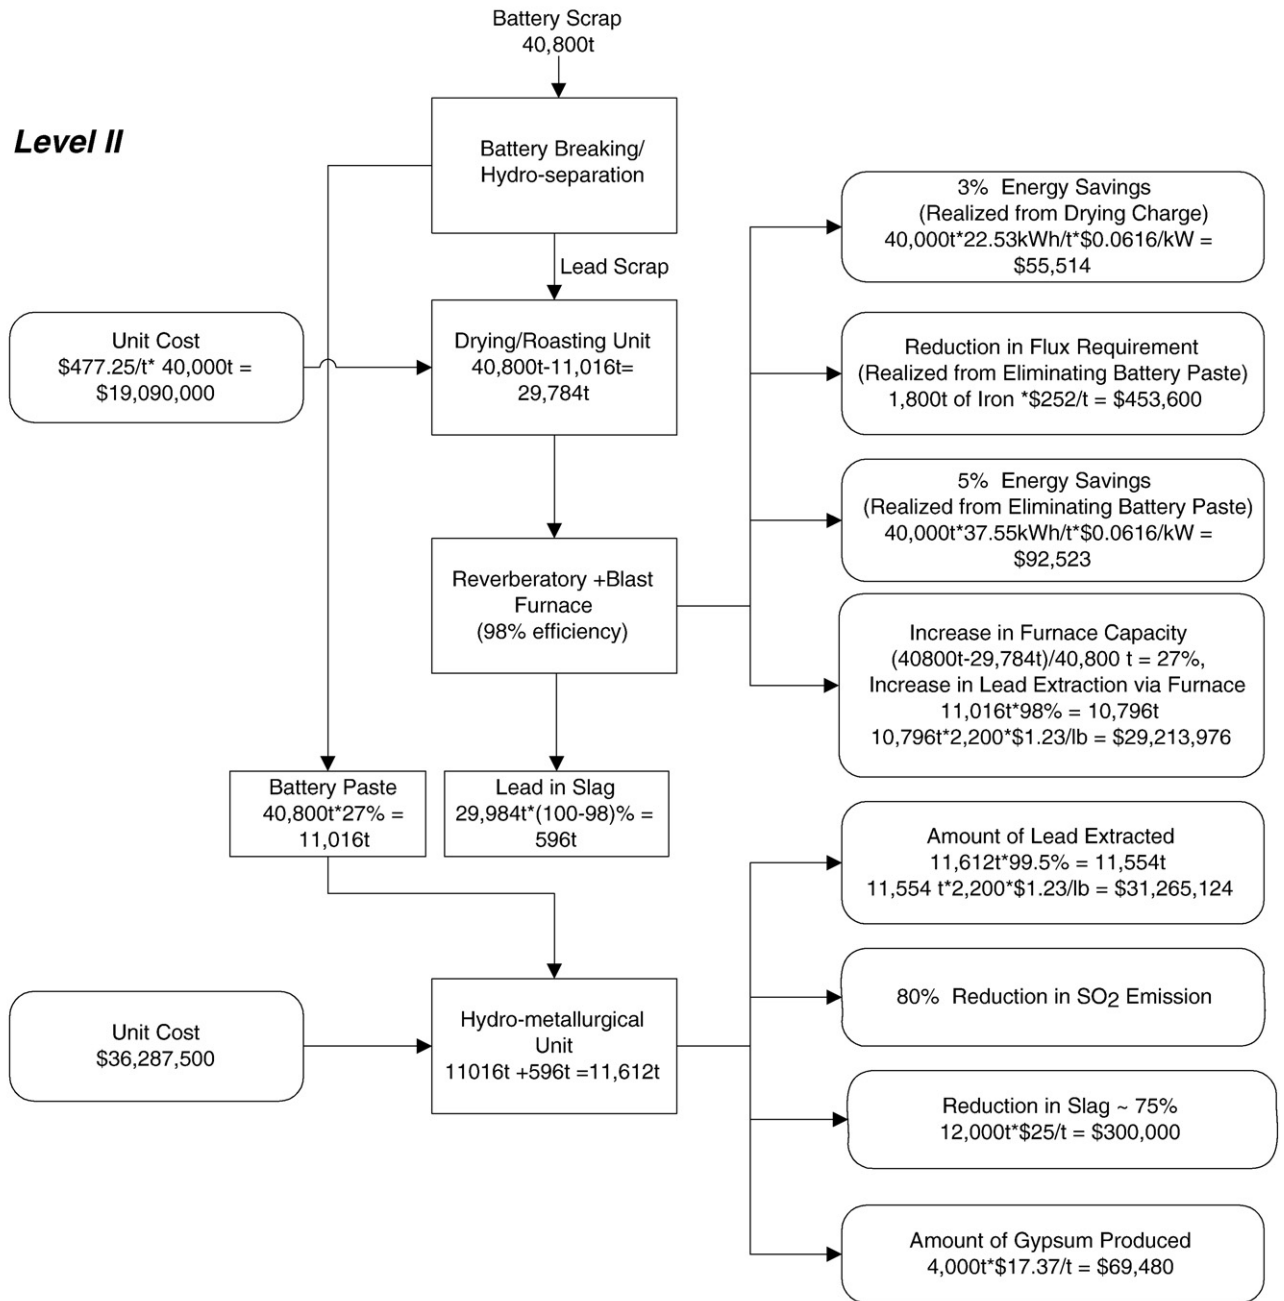 Battery Scrap
40,800t
Level II
Battery Breaking/
Hydro-separation
Lead Scrap
Unit Cost
$477.25/t* 40,000t =
$19,090,000
Drying/Roasting Unit
40,800t-11,016t=
29,784t
Reverberatory +Blast
Furnace
(98% efficiency)
Battery Paste
40,800t*27% =
11,016t
Lead in Slag
29,984t*(100-98)% =
596t
Unit Cost
$36,287,500
Hydro-metallurgical
Unit
11016t +596t =11,612t
3% Energy Savings
(Realized from Drying Charge)
40,000t*22.53kWh/t*$0.0616/kW =
$55,514
Reduction in Flux Requirement
(Realized from Eliminating Battery Paste)
1,800t of Iron *$252/t = $453,600
5% Energy Savings
(Realized from Eliminating Battery Paste)
40,000t*37.55kWh/t*$0.0616/kW =
$92,523
Increase in Furnace Capacity
(40800t-29,784t)/40,800 t = 27%,
Increase in Lead Extraction via Furnace
11,016t*98% = 10,796t
10,796t*2,200*$1.23/lb = $29,213,976
Amount of Lead Extracted
11,612t*99.5% = 11,554t
11,554 t*2,200*$1.23/lb = $31,265,124
80% Reduction in SO2 Emission
Reduction in Slag ~ 75%
12,000t*$25/t = $300,000
Amount of Gypsum Produced
4,000t*$17.37/t = $69,480